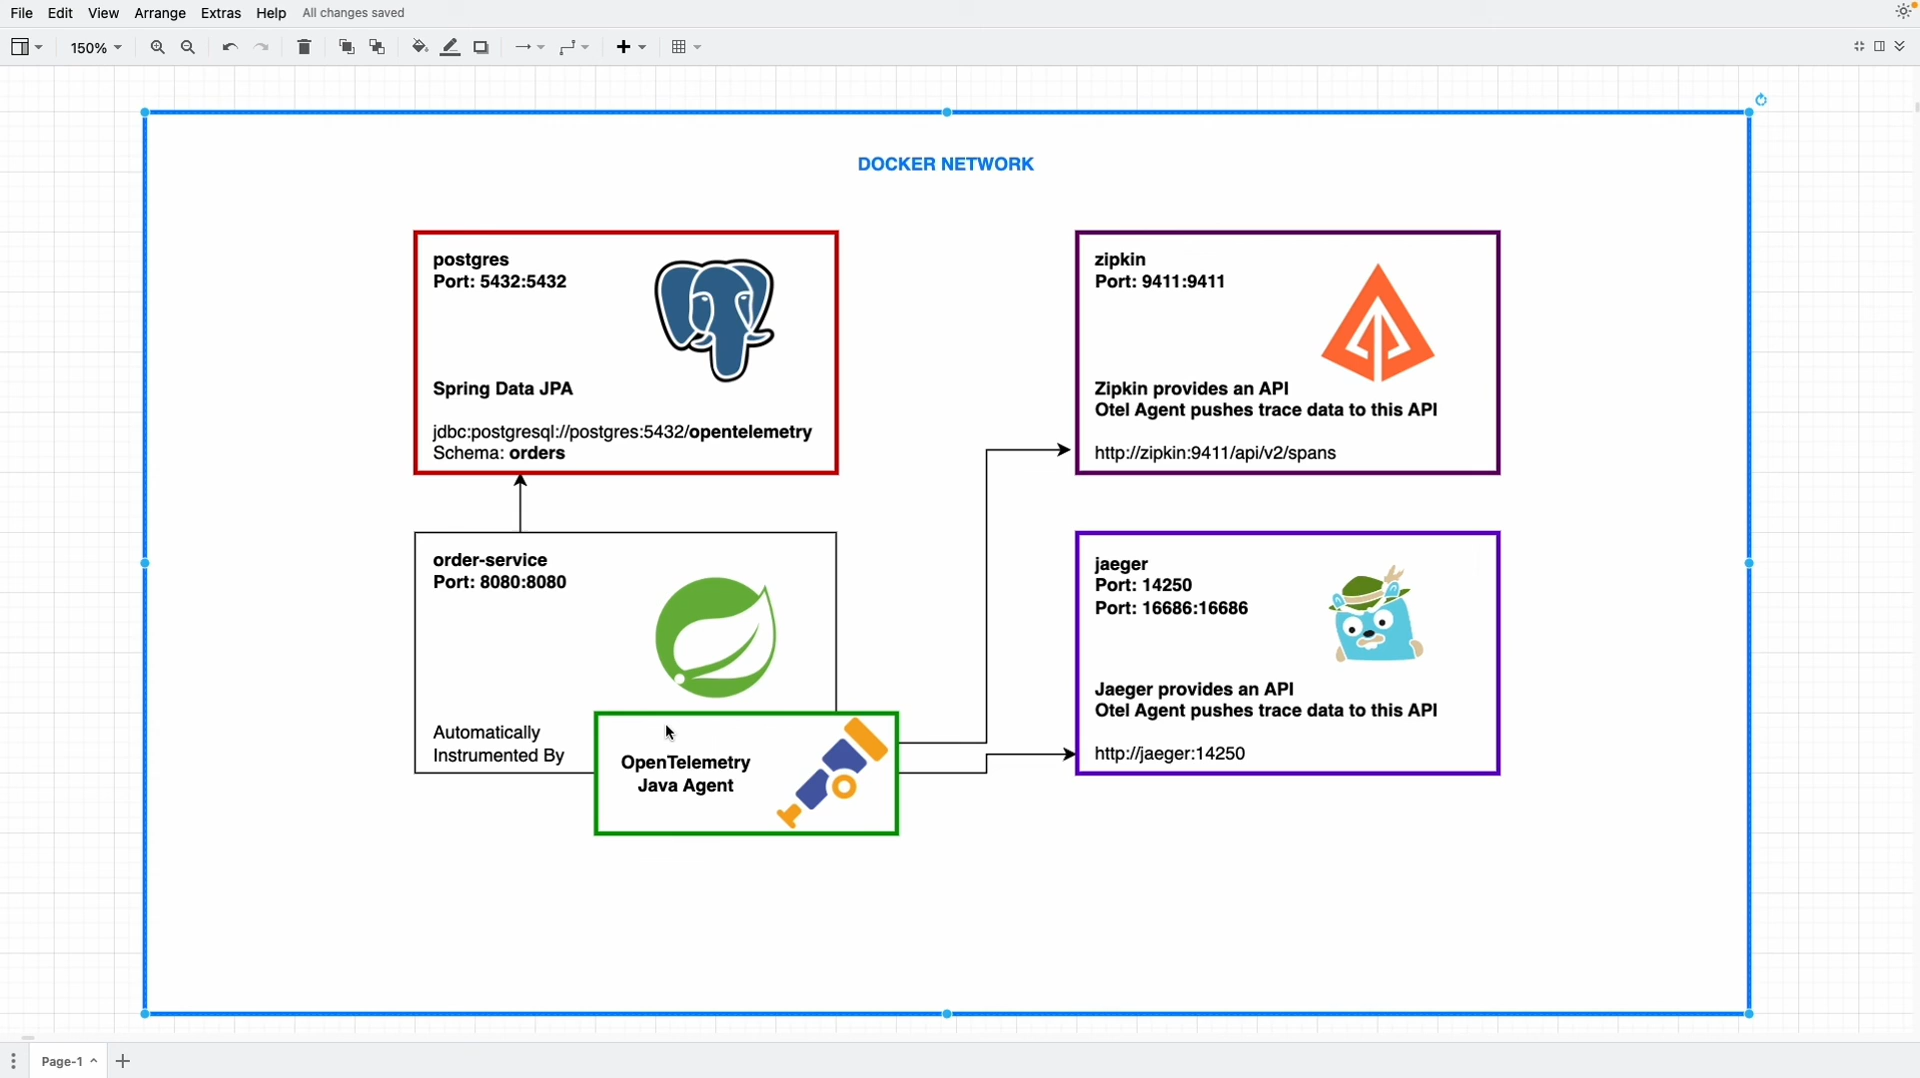 File Edit View Arrange Extras Help All changes saved
150%
DOCKER NETWORK
postgres
Port: 5432:5432
Spring Data JPA
jdbc:postgresql://postgres:5432/opentelemetry
Schema: orders
zipkin
Port: 9411:9411
Zipkin provides an API
Otel Agent pushes trace data to this API
http://zipkin:9411/api/v2/spans
order-service
Port: 8080:8080
Automatically
Instrumented By
OpenTelemetry
Java Agent
jaeger
Port: 14250
Port: 16686:16686
Jaeger provides an API
Otel Agent pushes trace data to this API
http://jaeger:14250
Page-1